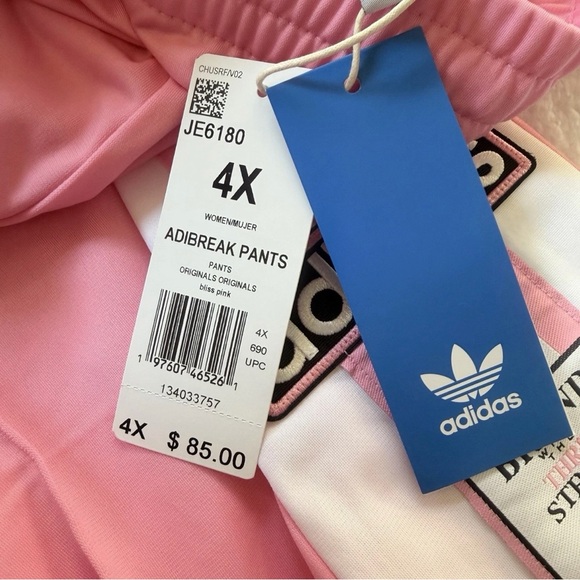 CHUSRF/V02
JE6180
4X
WOMEN/MUJER
ADIBREAK PANTS
PANTS
ORIGINALS ORIGINALS
bliss pink
4X
690
UPC
1 97607 46526 1
134033757
4X $ 85.00
adidas
adi